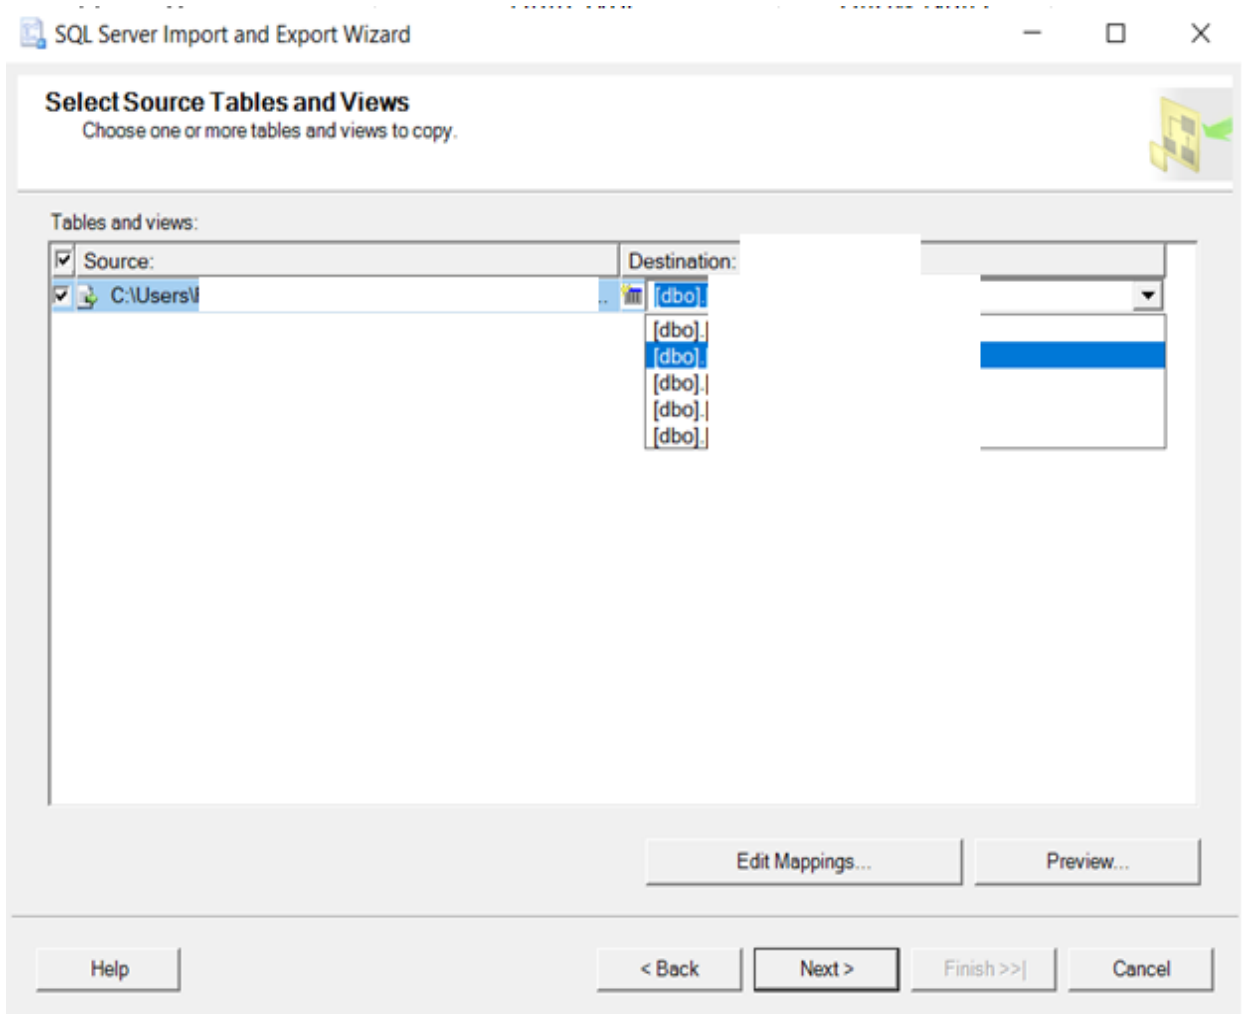 SQL Server Import and Export Wizard
Select Source Tables and Views
Choose one or more tables and views to copy.
Tables and views:
Source: Destination:
C:\Users\ .. [dbo].
[dbo].[
[dbo].
[dbo].[
[dbo].[
[dbo].[
Edit Mappings... Preview...
Help < Back Next > Finish >>| Cancel